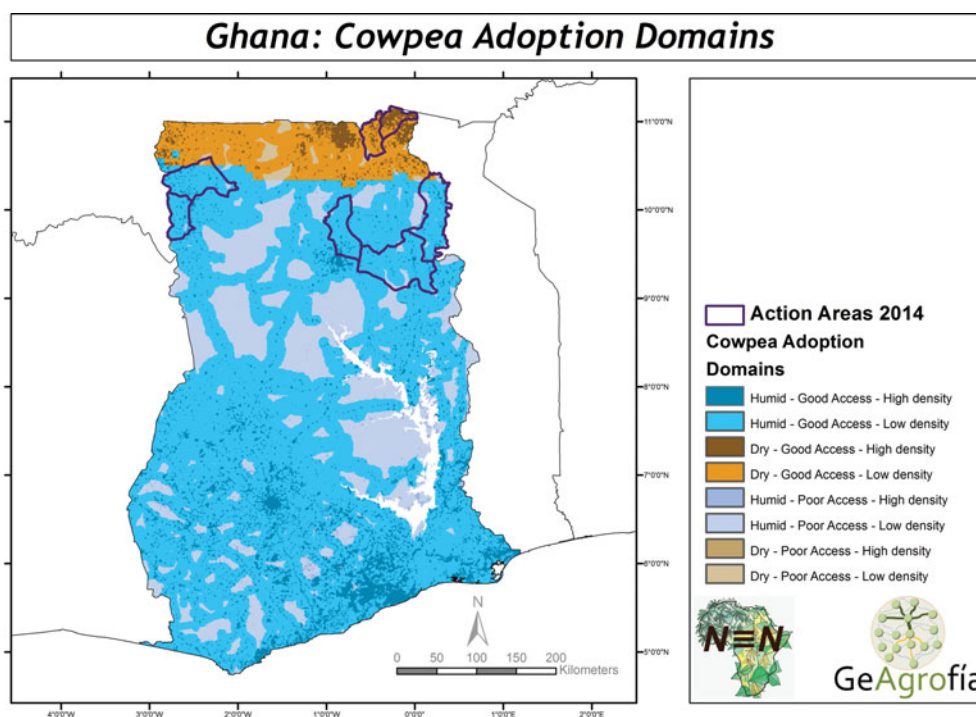 Ghana: Cowpea Adoption Domains
11°0'0"N
10°0'0"N
9°0'0"N
8°0'0"N
7°0'0"N
6°0'0"N
5°0'0"N
4°0'0"W
3°0'0"W
2°0'0"W
1°0'0"W
0°0'0"
1°0'0"E
2°0'0"E
N
0 50 100 150 200
Kilometers
Action Areas 2014
Cowpea Adoption
Domains
Humid - Good Access - High density
Humid - Good Access - Low density
Dry - Good Access - High density
Dry - Good Access - Low density
Humid - Poor Access - High density
Humid - Poor Access - Low density
Dry - Poor Access - High density
Dry - Poor Access - Low density
N≡N
GeAgrofía